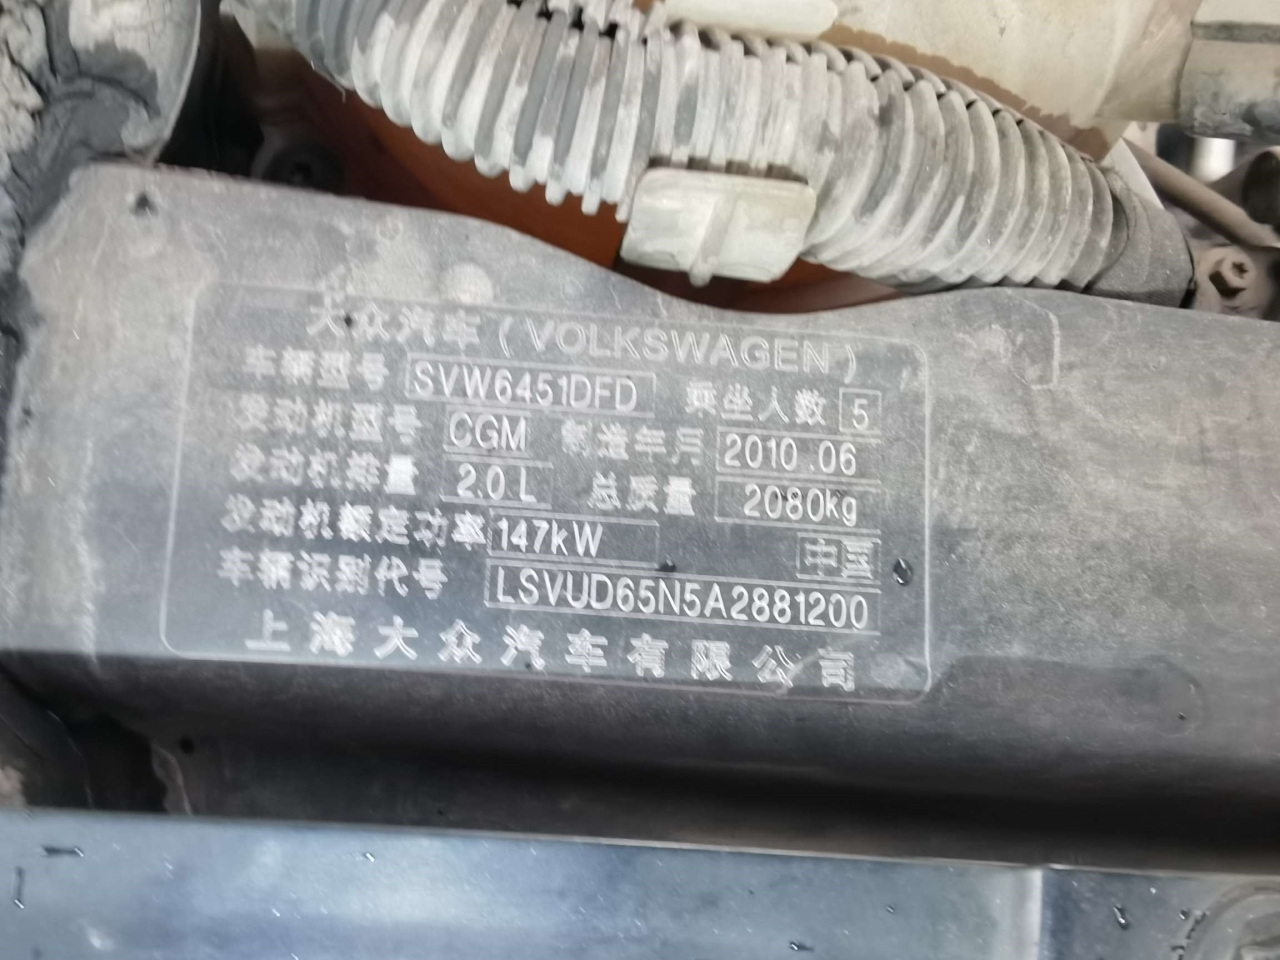 大众汽车(VOLKSWAGEN)
车辆型号 SVW6451DFD 乘坐人数 5
发动机型号 CGM 制造年月 2010.06
发动机排量 2.0 L 总质量 2080kg
发动机额定功率 147kW 中国
车辆识别代号 LSVUD65N5A2881200
上海大众汽车有限公司